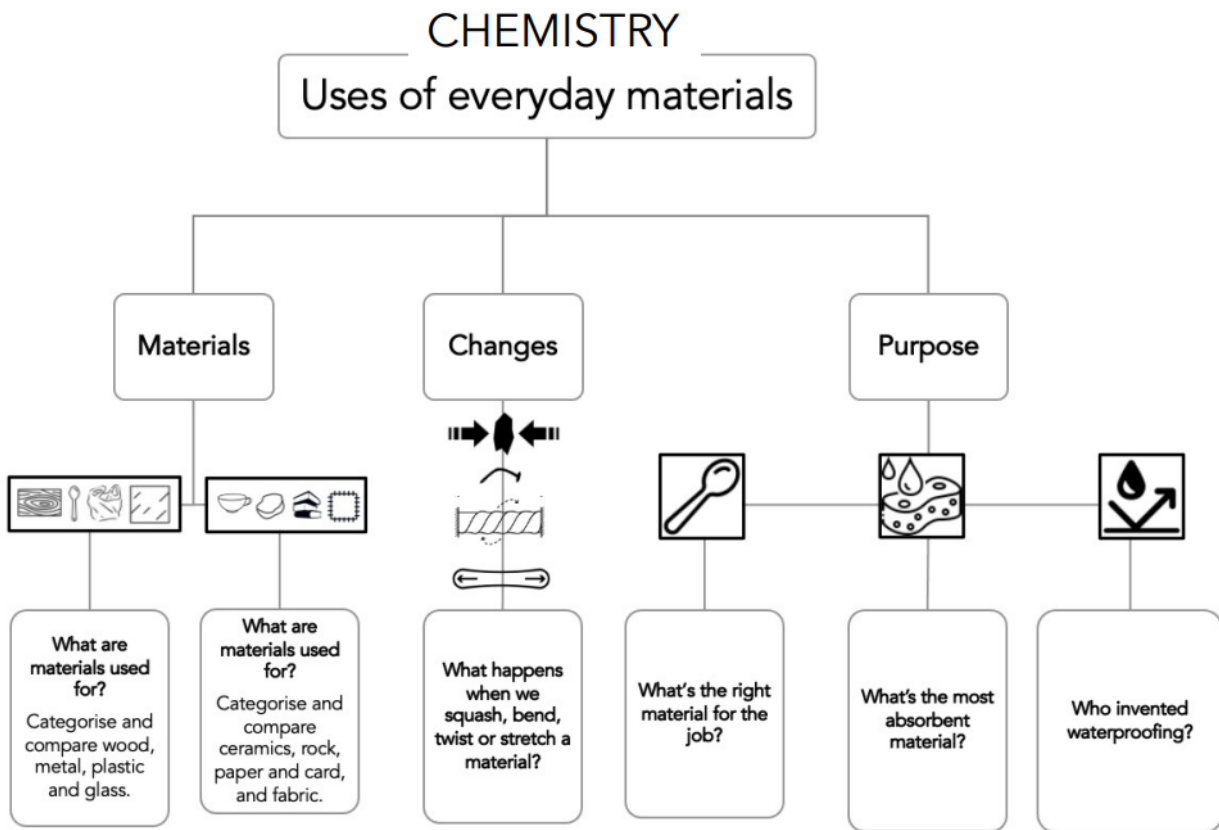 CHEMISTRY
Uses of everyday materials
Materials
Changes
Purpose
What are
materials used
for?
Categorise and
compare wood,
metal, plastic
and glass.
What are
materials used
for?
Categorise and
compare
ceramics, rock,
paper and card,
and fabric.
What happens
when we
squash, bend,
twist or stretch a
material?
What's the right
material for the
job?
What's the most
absorbent
material?
Who invented
waterproofing?